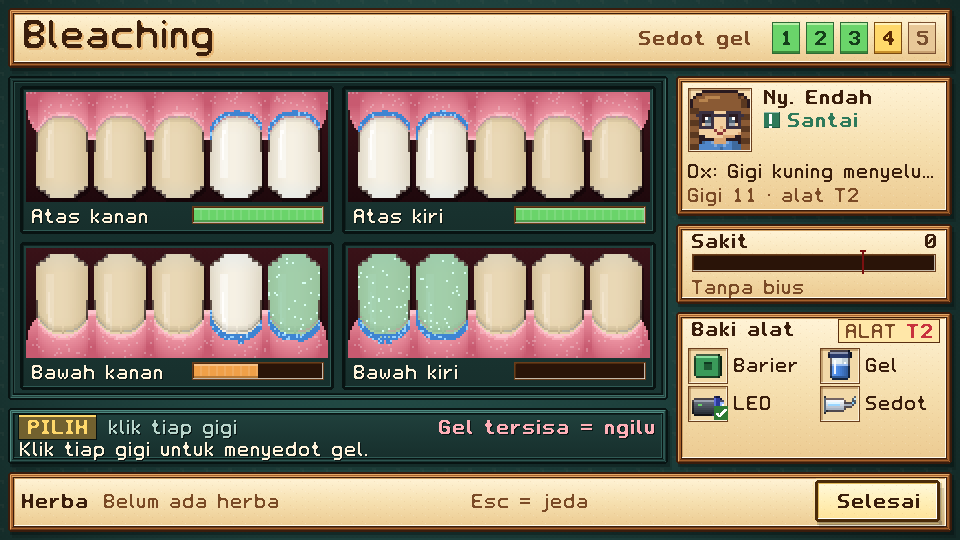 Bleaching
Sedot gel 1 2 3 4 5
Atas kanan
Atas kiri
Bawah kanan
Bawah kiri
PILIH klik tiap gigi
Gel tersisa = ngilu
Klik tiap gigi untuk menyedot gel.
Ny. Endah
Santai
Dx: Gigi kuning menyelu…
Gigi 11 · alat T2
Sakit 0
Tanpa bius
Baki alat ALAT T2
Barier Gel
LED Sedot
Herba Belum ada herba
Esc = jeda
Selesai